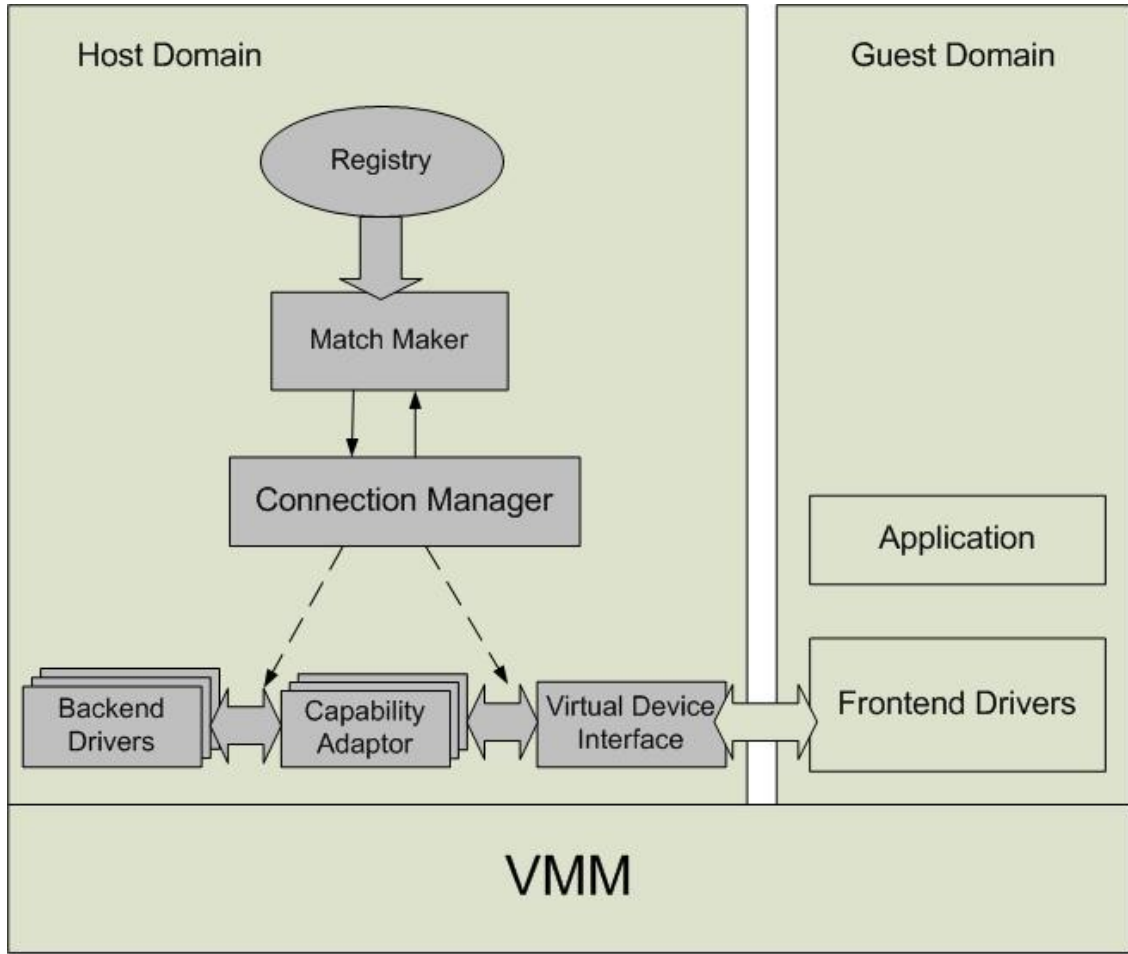 Host Domain
Guest Domain
Registry
Match Maker
Connection Manager
Application
Backend
Drivers
Capability
Adaptor
Virtual Device
Interface
Frontend Drivers
VMM